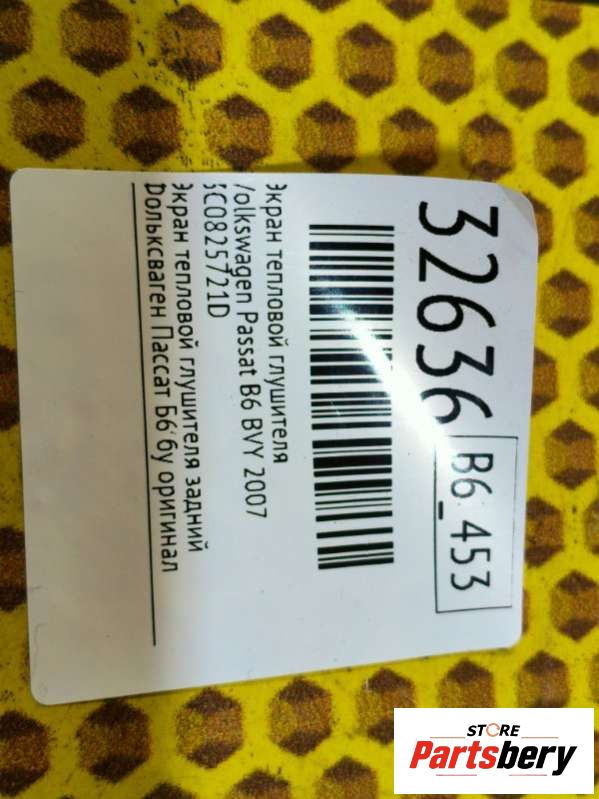 32636 B6_453
Экран тепловой глушителя
Volkswagen Passat B6 BVY 2007
3C0825721D
Экран тепловой глушителя задний
Фольксваген Пассат Б6 бу оригинал
STORE
Partsbery